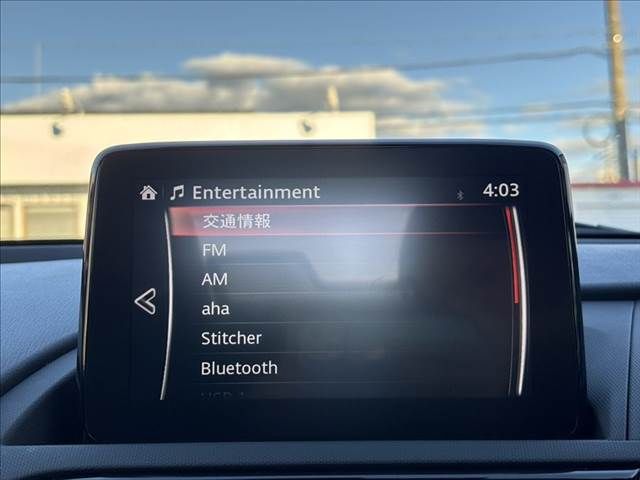 Entertainment 4:03
交通情報
FM
AM
aha
Stitcher
Bluetooth